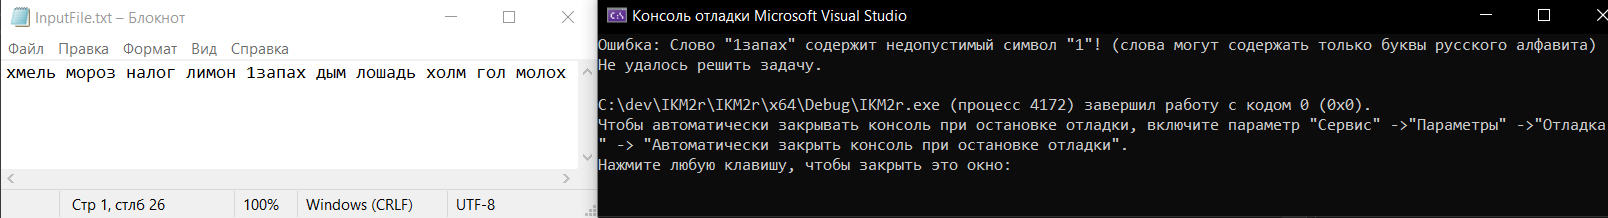 InputFile.txt – Блокнот
Файл Правка Формат Вид Справка
хмель мороз налог лимон 1запах дым лошадь холм гол молох
Стр 1, стлб 26 100% Windows (CRLF) UTF-8
Консоль отладки Microsoft Visual Studio
Ошибка: Слово "1запах" содержит недопустимый символ "1"! (слова могут содержать только буквы русского алфавита)
Не удалось решить задачу.
C:\dev\IKM2r\IKM2r\x64\Debug\IKM2r.exe (процесс 4172) завершил работу с кодом 0 (0x0).
Чтобы автоматически закрывать консоль при остановке отладки, включите параметр "Сервис" ->"Параметры" ->"Отладка
" -> "Автоматически закрыть консоль при остановке отладки".
Нажмите любую клавишу, чтобы закрыть это окно: